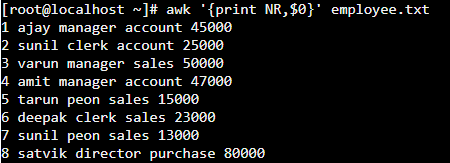 [root@localhost ~]# awk '{print NR,$0}' employee.txt
1 ajay manager account 45000
2 sunil clerk account 25000
3 varun manager sales 50000
4 amit manager account 47000
5 tarun peon sales 15000
6 deepak clerk sales 23000
7 sunil peon sales 13000
8 satvik director purchase 80000